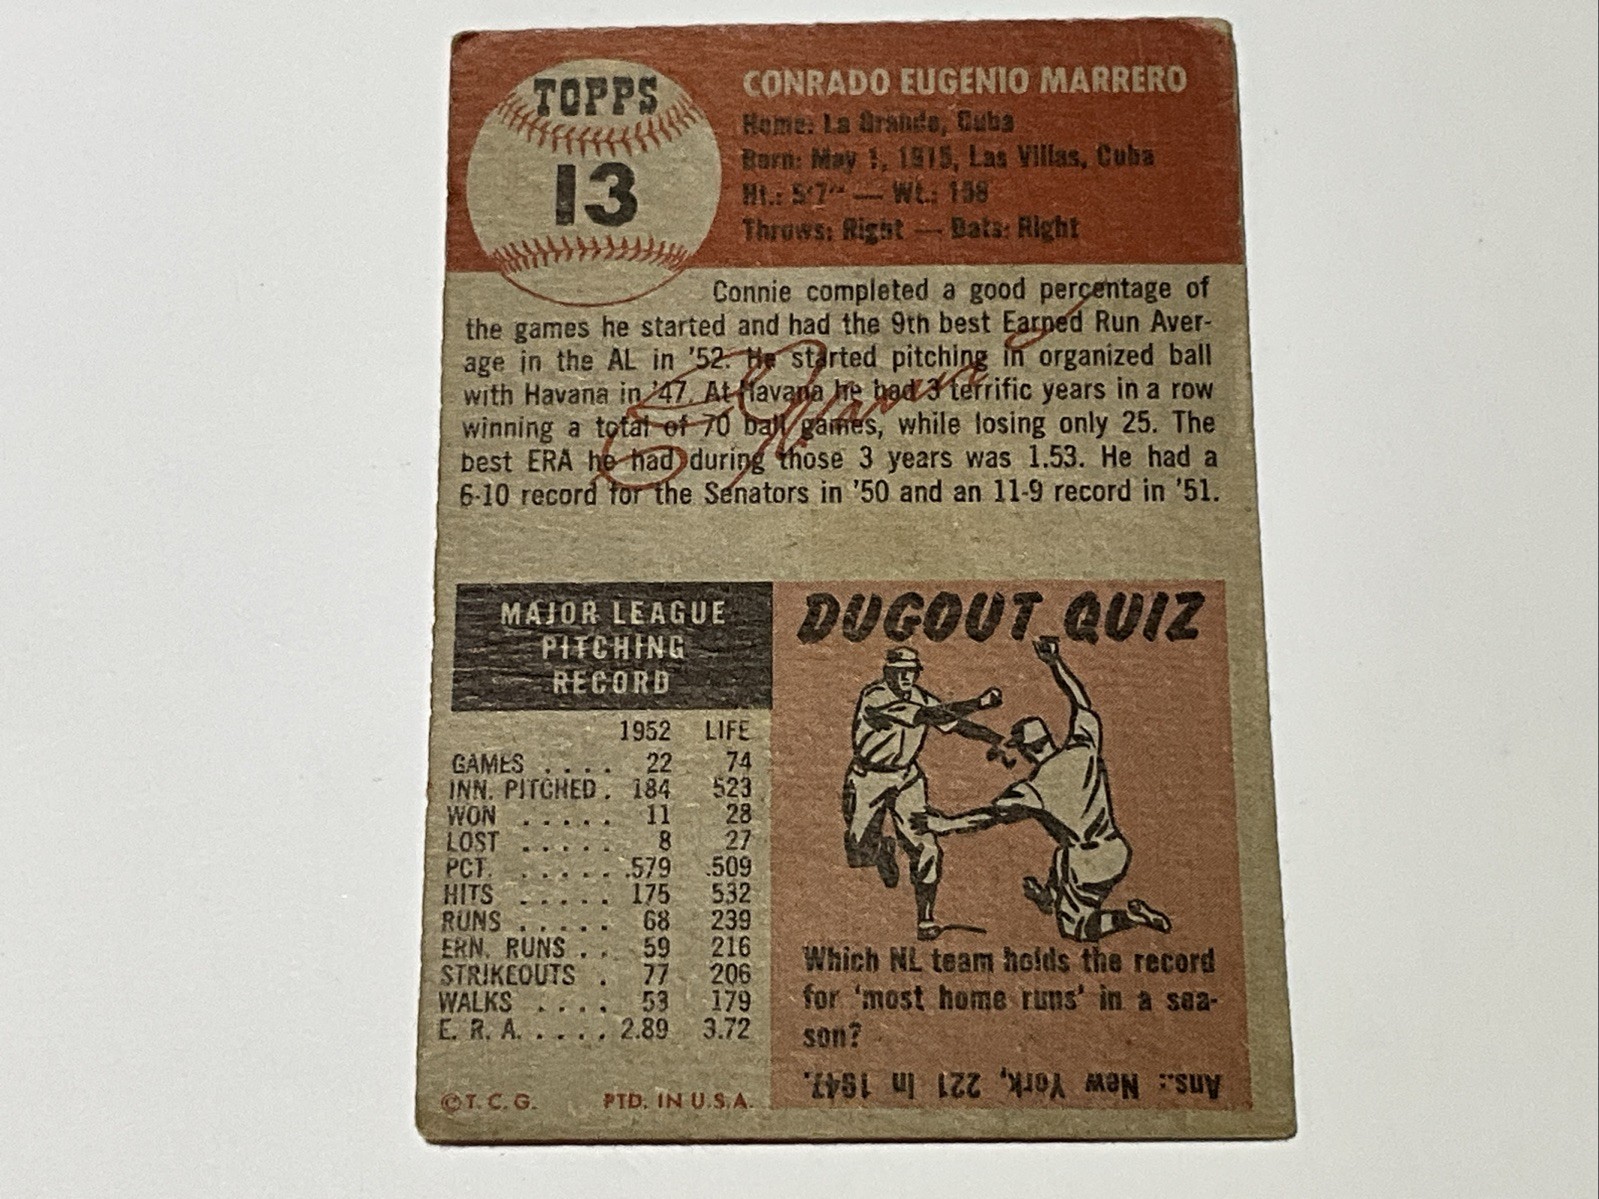 TOPPS
13
CONRADO EUGENIO MARRERO
Home: La Grande, Cuba
Born: May 1, 1915, Las Villas, Cuba
Ht.: 5'7" — Wt.: 158
Throws: Right — Bats: Right
Connie completed a good percentage of
the games he started and had the 9th best Earned Run Aver-
age in the AL in '52. He started pitching in organized ball
with Havana in '47. At Havana he had 3 terrific years in a row
winning a total of 70 ball games, while losing only 25. The
best ERA he had during those 3 years was 1.53. He had a
6-10 record for the Senators in '50 and an 11-9 record in '51.
MAJOR LEAGUE
PITCHING
RECORD
1952 LIFE
GAMES . . . . 22 74
INN. PITCHED . 184 523
WON . . . . . 11 28
LOST . . . . . 8 27
PCT. . . . . . .579 .509
HITS . . . . . 175 532
RUNS . . . . . 68 239
ERN. RUNS . . 59 216
STRIKEOUTS . 77 206
WALKS . . . . 53 179
E. R. A. . . . . 2.89 3.72
© T. C. G. PTD. IN U.S.A.
DUGOUT QUIZ
Which NL team holds the record
for 'most home runs' in a sea-
son?
Ans.: New York, 221 in 1947.